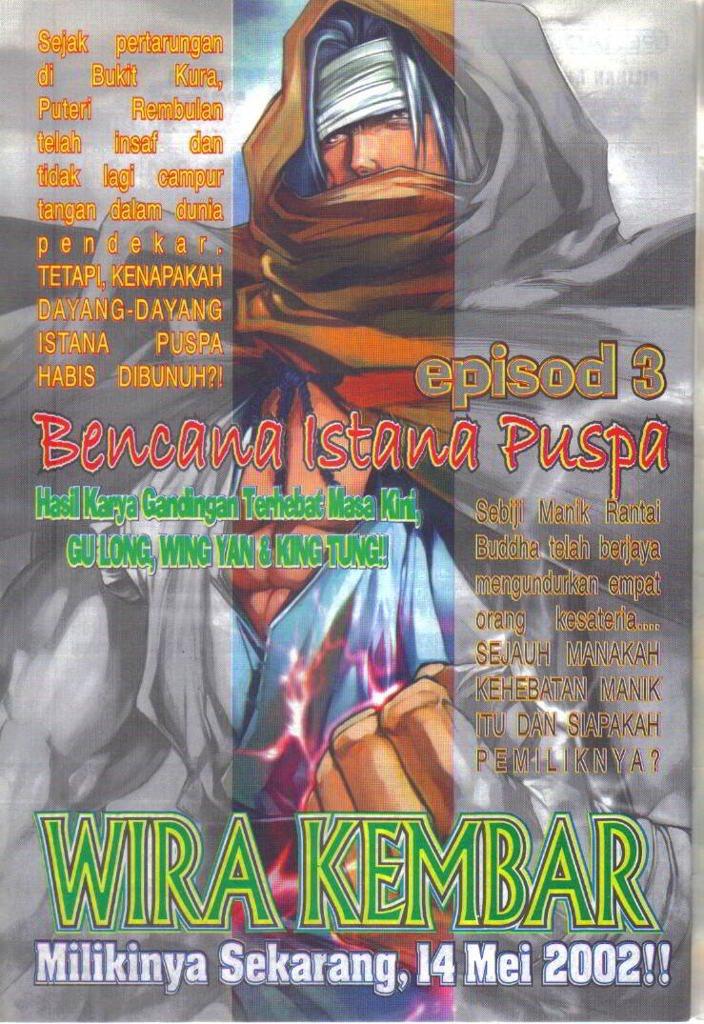 Sejak pertarungan
di Bukit Kura,
Puteri Rembulan
telah insaf dan
tidak lagi campur
tangan dalam dunia
pendekar.
TETAPI, KENAPAKAH
DAYANG-DAYANG
ISTANA PUSPA
HABIS DIBUNUH?!
episod 3
Bencana Istana Puspa
Hasil Karya Gandingan Terhebat Masa Kini,
GU LONG, WING YAN & KING TUNG!!
Sebiji Manik Rantai
Buddha telah berjaya
mengundurkan empat
orang kesateria....
SEJAUH MANAKAH
KEHEBATAN MANIK
ITU DAN SIAPAKAH
PEMILIKNYA?
WIRA KEMBAR
Milikinya Sekarang, 14 Mei 2002!!